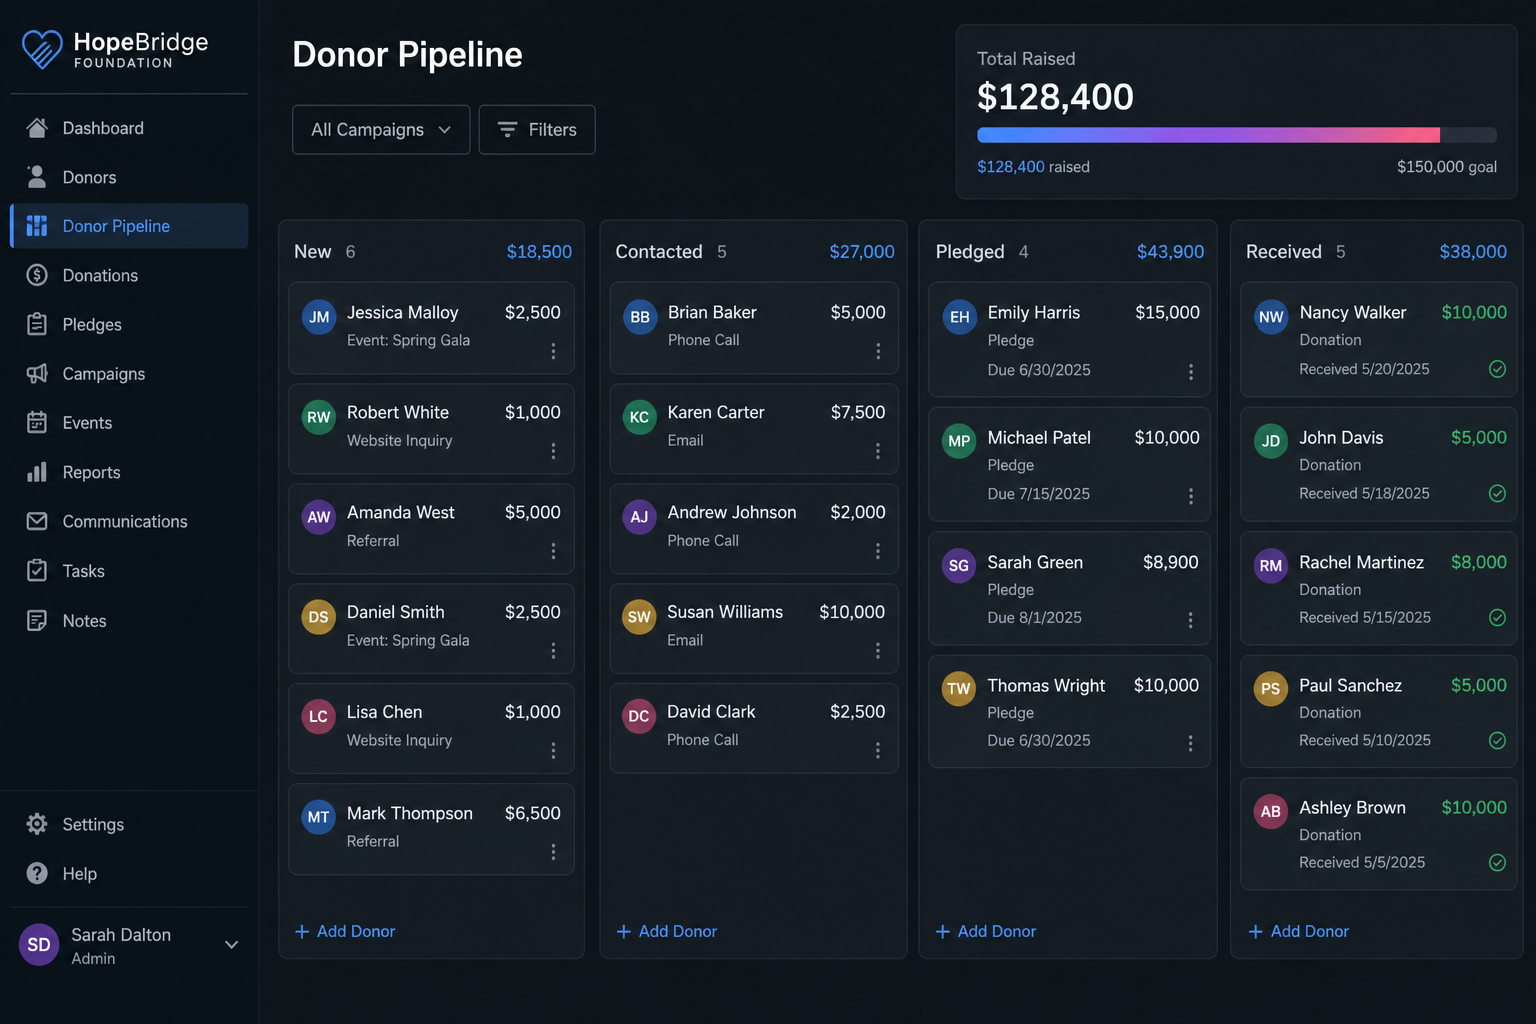 HopeBridge
FOUNDATION
Dashboard
Donors
Donor Pipeline
Donations
Pledges
Campaigns
Events
Reports
Communications
Tasks
Notes
Settings
Help
SD
Sarah Dalton
Admin
Donor Pipeline
All Campaigns
Filters
Total Raised
$128,400
$128,400 raised
$150,000 goal
New 6 $18,500
JM Jessica Malloy $2,500
Event: Spring Gala
RW Robert White $1,000
Website Inquiry
AW Amanda West $5,000
Referral
DS Daniel Smith $2,500
Event: Spring Gala
LC Lisa Chen $1,000
Website Inquiry
MT Mark Thompson $6,500
Referral
+ Add Donor
Contacted 5 $27,000
BB Brian Baker $5,000
Phone Call
KC Karen Carter $7,500
Email
AJ Andrew Johnson $2,000
Phone Call
SW Susan Williams $10,000
Email
DC David Clark $2,500
Phone Call
+ Add Donor
Pledged 4 $43,900
EH Emily Harris $15,000
Pledge
Due 6/30/2025
MP Michael Patel $10,000
Pledge
Due 7/15/2025
SG Sarah Green $8,900
Pledge
Due 8/1/2025
TW Thomas Wright $10,000
Pledge
Due 6/30/2025
+ Add Donor
Received 5 $38,000
NW Nancy Walker $10,000
Donation
Received 5/20/2025
JD John Davis $5,000
Donation
Received 5/18/2025
RM Rachel Martinez $8,000
Donation
Received 5/15/2025
PS Paul Sanchez $5,000
Donation
Received 5/10/2025
AB Ashley Brown $10,000
Donation
Received 5/5/2025
+ Add Donor